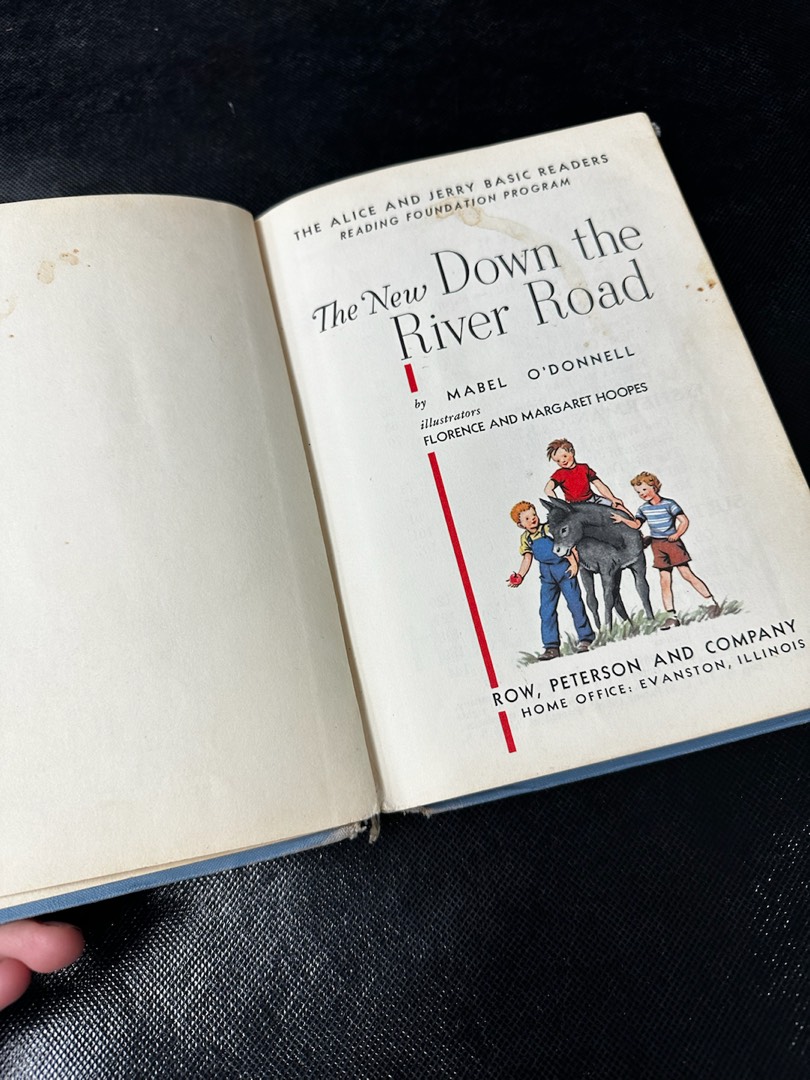 THE ALICE AND JERRY BASIC READERS
READING FOUNDATION PROGRAM
The New Down the
River Road
by MABEL O'DONNELL
illustrators
FLORENCE AND MARGARET HOOPES
ROW, PETERSON AND COMPANY
HOME OFFICE: EVANSTON, ILLINOIS